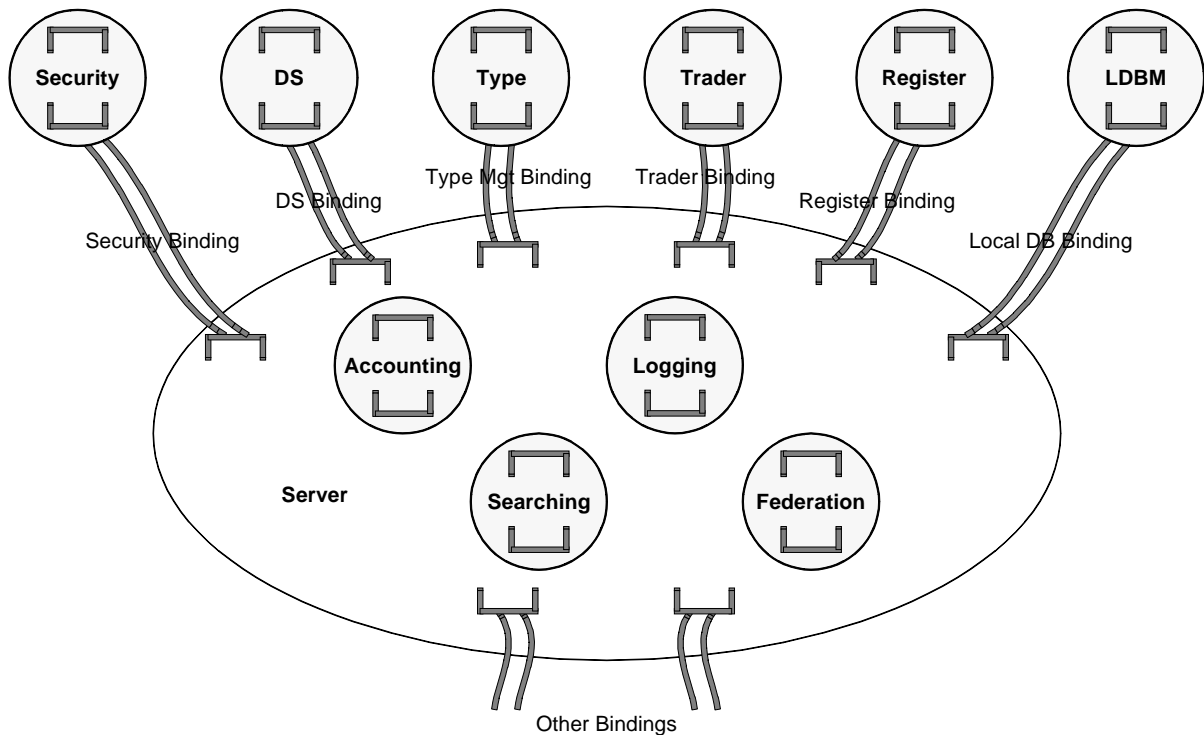 Security
DS
Type
Trader
Register
LDBM
Type Mgt Binding
Trader Binding
DS Binding
Register Binding
Security Binding
Local DB Binding
Accounting
Logging
Server
Searching
Federation
Other Bindings